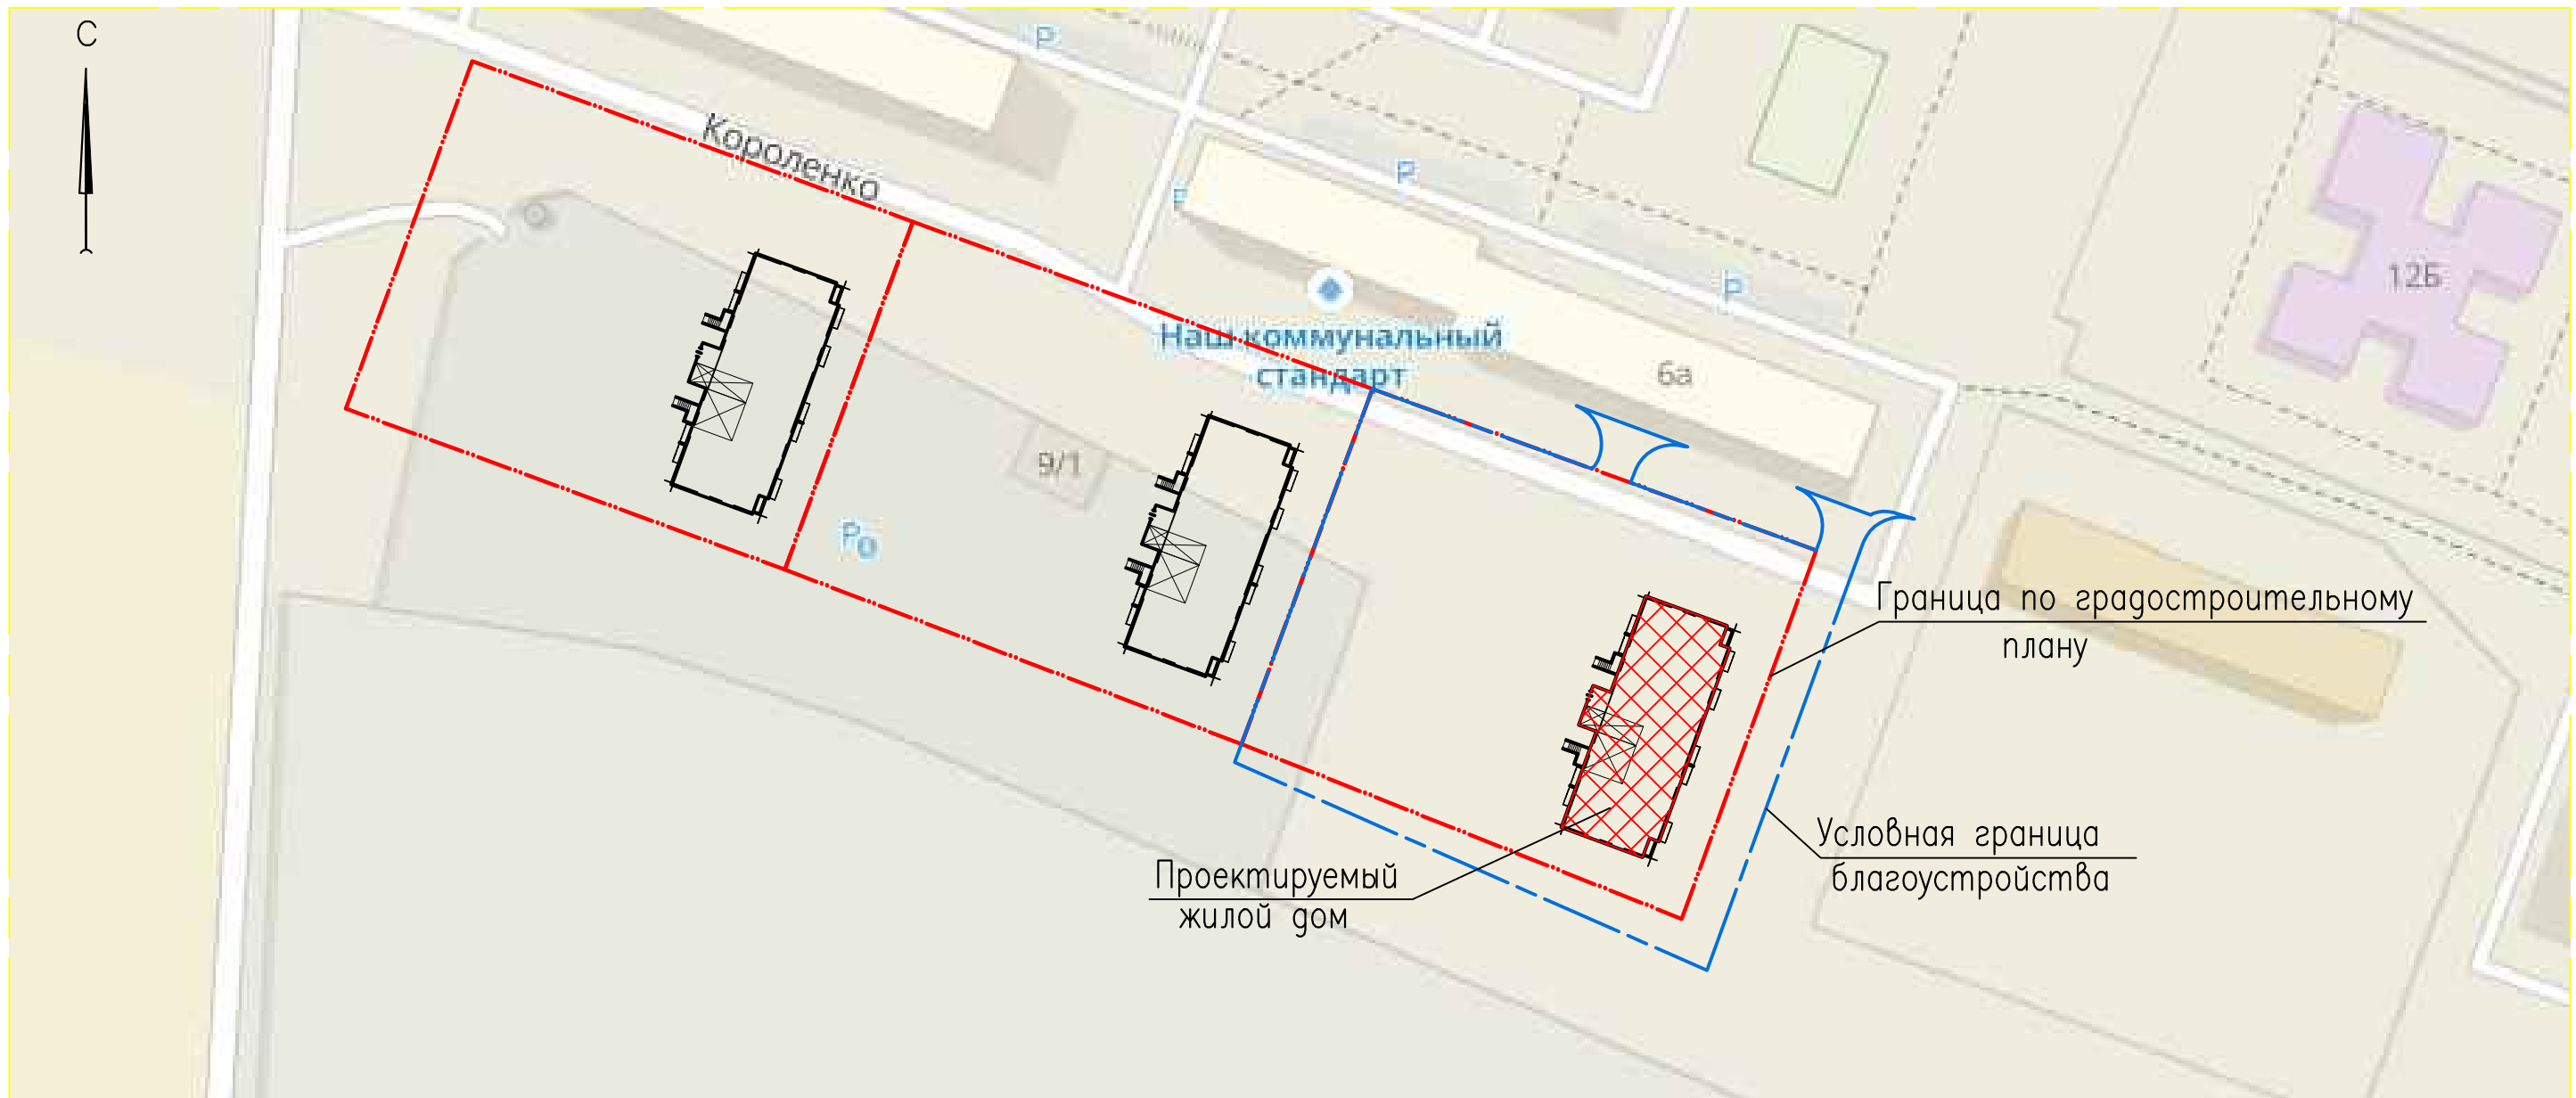 С
Р
Короленко
Р
Р
Р
12Б
Наш коммунальный
стандарт
6а
9/1
Р
Граница по градостроительному
плану
Условная граница
благоустройства
Проектируемый
жилой дом